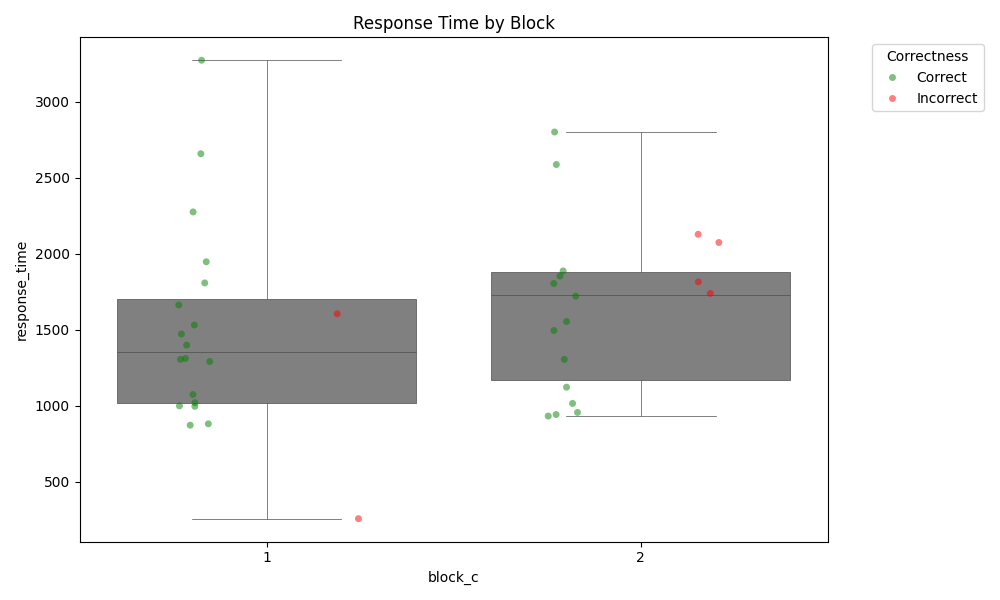 Response Time by Block
Correctness
Correct
Incorrect
response_time
3000
2500
2000
1500
1000
500
1
2
block_c